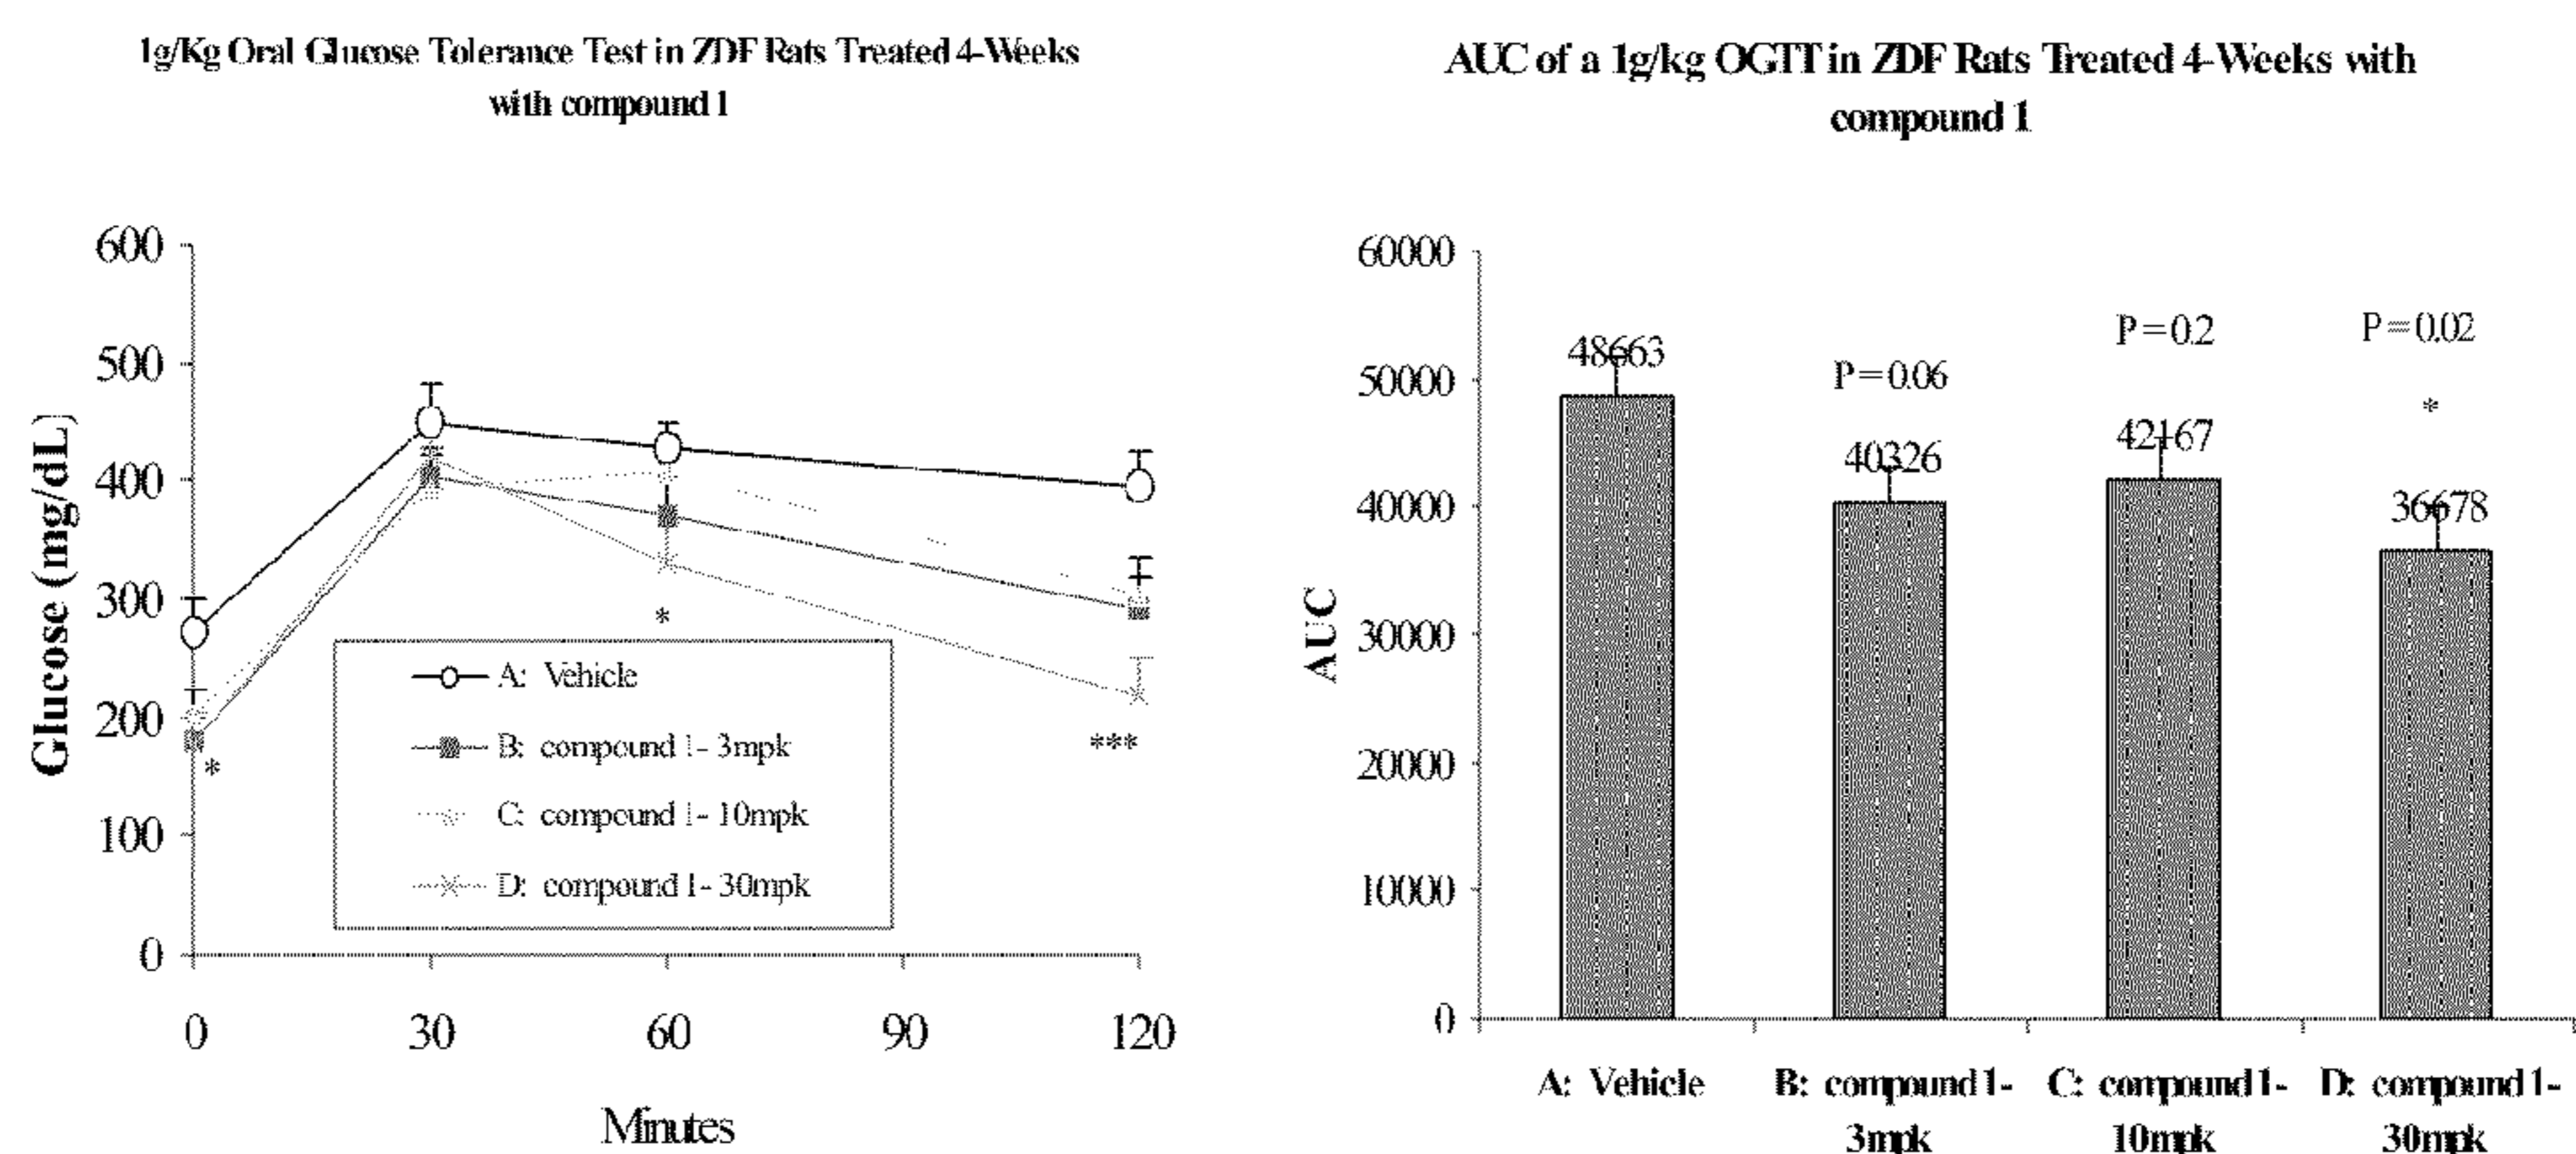 1g/Kg Oral Glucose Tolerance Test in ZDF Rats Treated 4-Weeks
with compound 1
600
500
400
300
200
100
0
Glucose (mg/dL)
*
*
***
A: Vehicle
B: compound 1- 3mpk
C: compound 1- 10mpk
D: compound 1- 30mpk
0 30 60 90 120
Minutes
AUC of a 1g/kg OGTT in ZDF Rats Treated 4-Weeks with
compound 1
60000
50000
40000
30000
20000
10000
0
AUC
48663
P=0.06
40326
P=0.2
42167
P=0.02
*
36678
A: Vehicle
B: compound 1-
3mpk
C: compound 1-
10mpk
D: compound 1-
30mpk